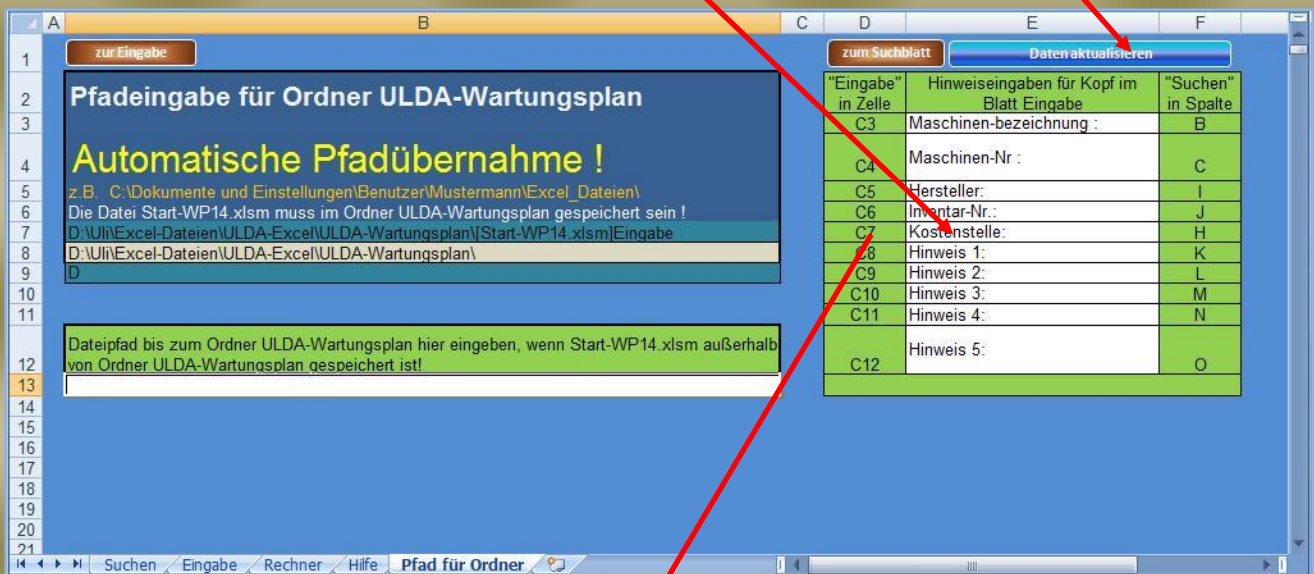 A B C D E F
1 zur Eingabe zum Suchblatt Daten aktualisieren
2 Pfadeingabe für Ordner ULDA-Wartungsplan "Eingabe" in Zelle Hinweiseingaben für Kopf im Blatt Eingabe "Suchen" in Spalte
3 C3 Maschinen-bezeichnung : B
4 Automatische Pfadübernahme ! C4 Maschinen-Nr : C
5 z.B. C:\Dokumente und Einstellungen\Benutzer\Mustermann\Excel_Dateien\ C5 Hersteller: I
6 Die Datei Start-WP14.xlsm muss im Ordner ULDA-Wartungsplan gespeichert sein ! C6 Inventar-Nr.: J
7 D:\Uli\Excel-Dateien\ULDA-Excel\ULDA-Wartungsplan\[Start-WP14.xlsm]Eingabe C7 Kostenstelle: H
8 D:\Uli\Excel-Dateien\ULDA-Excel\ULDA-Wartungsplan\ C8 Hinweis 1: K
9 D C9 Hinweis 2: L
10 C10 Hinweis 3: M
11 C11 Hinweis 4: N
Dateipfad bis zum Ordner ULDA-Wartungsplan hier eingeben, wenn Start-WP14.xlsm außerhalb
12 von Ordner ULDA-Wartungsplan gespeichert ist! C12 Hinweis 5: O
13
14
15
16
17
18
19
20
21
Suchen Eingabe Rechner Hilfe Pfad für Ordner